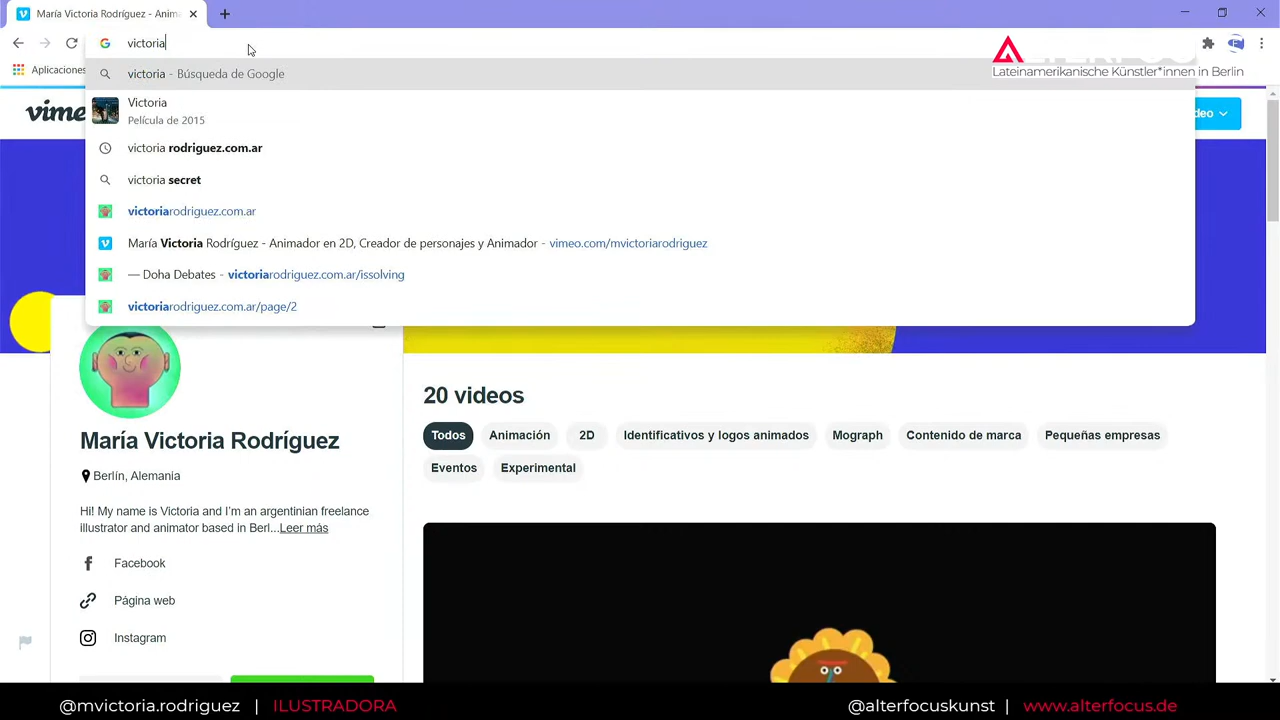 María Victoria Rodríguez - Anim
victoria
Lateinamerikanische Künstler*innen in Berlin
Aplicaciones
victoria - Búsqueda de Google
Victoria
Película de 2015
victoria rodriguez.com.ar
victoria secret
victoriarodriguez.com.ar
María Victoria Rodríguez - Animador en 2D, Creador de personajes y Animador - vimeo.com/mvictoriarodriguez
— Doha Debates - victoriarodriguez.com.ar/issolving
victoriarodriguez.com.ar/page/2
20 videos
Todos
Animación
2D
Identificativos y logos animados
Mograph
Contenido de marca
Pequeñas empresas
Eventos
Experimental
María Victoria Rodríguez
Berlín, Alemania
Hi! My name is Victoria and I'm an argentinian freelance
illustrator and animator based in Berl...Leer más
Facebook
Página web
Instagram
@mvictoria.rodriguez | ILUSTRADORA
@alterfocuskunst | www.alterfocus.de